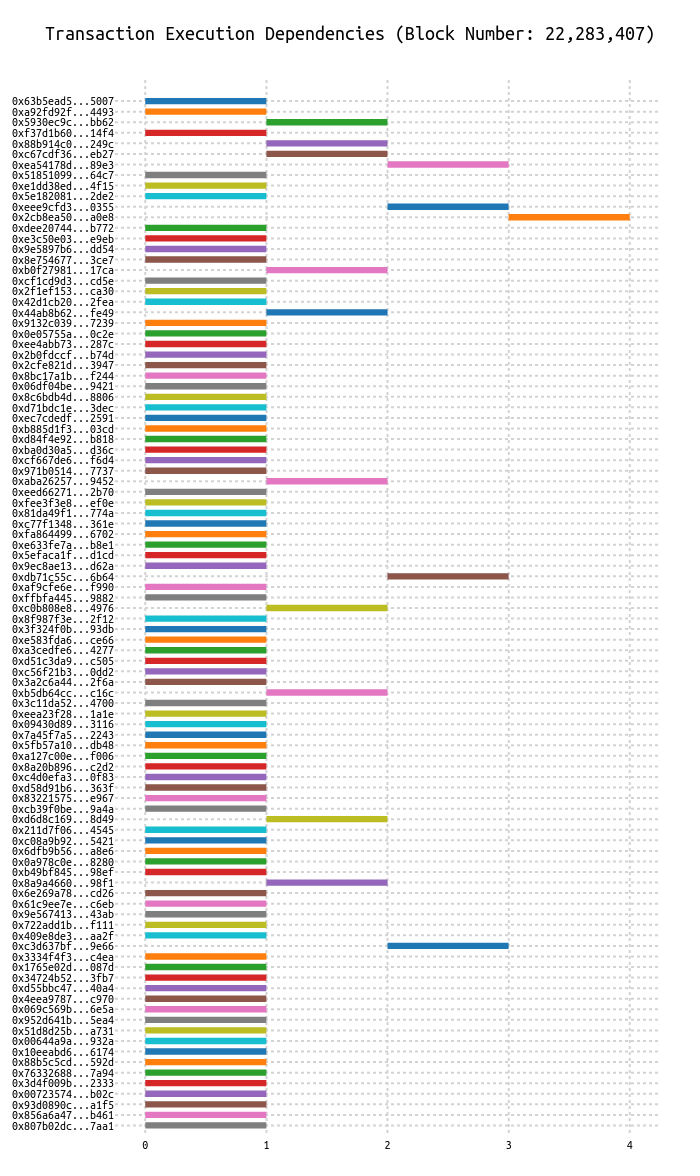 Transaction Execution Dependencies (Block Number: 22,283,407)
0x63b5ead5...5007
0xa92fd92f...4493
0x5930ec9c...bb62
0xf37d1b60...14f4
0x88b914c0...249c
0xc67cdf36...eb27
0xea54178d...89e3
0x51851099...64c7
0xe1dd38ed...4f15
0x5e182081...2de2
0xeee9cfd3...0355
0x2cb8ea50...a0e8
0xdee20744...b772
0xe3c50e03...e9eb
0x9e5897b6...dd54
0x8e754677...3ce7
0xb0f27981...17ca
0xcf1cd9d3...cd5e
0x2f1ef153...ca30
0x42d1cb20...2fea
0x44ab8b62...fe49
0x9132c039...7239
0x0e05755a...0c2e
0xee4abb73...287c
0x2b0fdccf...b74d
0x2cfe821d...3947
0x8bc17a1b...f244
0x06df04be...9421
0x8c6bdb4d...8806
0xd71bdc1e...3dec
0xec7cdedf...2591
0xb885d1f3...03cd
0xd84f4e92...b818
0xba0d30a5...d36c
0xcf667de6...f6d4
0x971b0514...7737
0xaba26257...9452
0xeed66271...2b70
0xfee3f3e8...ef0e
0x81da49f1...774a
0xc77f1348...361e
0xfa864499...6702
0xe633fe7a...b8e1
0x5efaca1f...d1cd
0x9ec8ae13...d62a
0xdb71c55c...6b64
0xaf9cfe6e...f990
0xffbfa445...9882
0xc0b808e8...4976
0x8f987f3e...2f12
0x3f324f0b...93db
0xe583fda6...ce66
0xa3cedfe6...4277
0xd51c3da9...c505
0xc56f21b3...0dd2
0x3a2c6a44...2f6a
0xb5db64cc...c16c
0x3c11da52...4700
0xeea23f28...1a1e
0x09430d89...3116
0x7a45f7a5...2243
0x5fb57a10...db48
0xa127c00e...f006
0x8a20b896...c2d2
0xc4d0efa3...0f83
0xd58d91b6...363f
0x83221575...e967
0xcb39f0be...9a4a
0xd6d8c169...8d49
0x211d7f06...4545
0xc08a9b92...5421
0x6dfb9b56...a8e6
0x0a978c0e...8280
0xb49bf845...98ef
0x8a9a4660...98f1
0x6e269a78...cd26
0x61c9ee7e...c6eb
0x9e567413...43ab
0x722add1b...f111
0x409e8de3...aa2f
0xc3d637bf...9e66
0x3334f4f3...c4ea
0x1765e02d...087d
0x34724b52...3fb7
0xd55bbc47...40a4
0x4eea9787...c970
0x069c569b...6e5a
0x952d641b...5ea4
0x51d8d25b...a731
0x00644a9a...932a
0x10eeabd6...6174
0x88b5c5cd...592d
0x76332688...7a94
0x3d4f009b...2333
0x00723574...b02c
0x93d0890c...a1f5
0x856a6a47...b461
0x807b02dc...7aa1
0 1 2 3 4